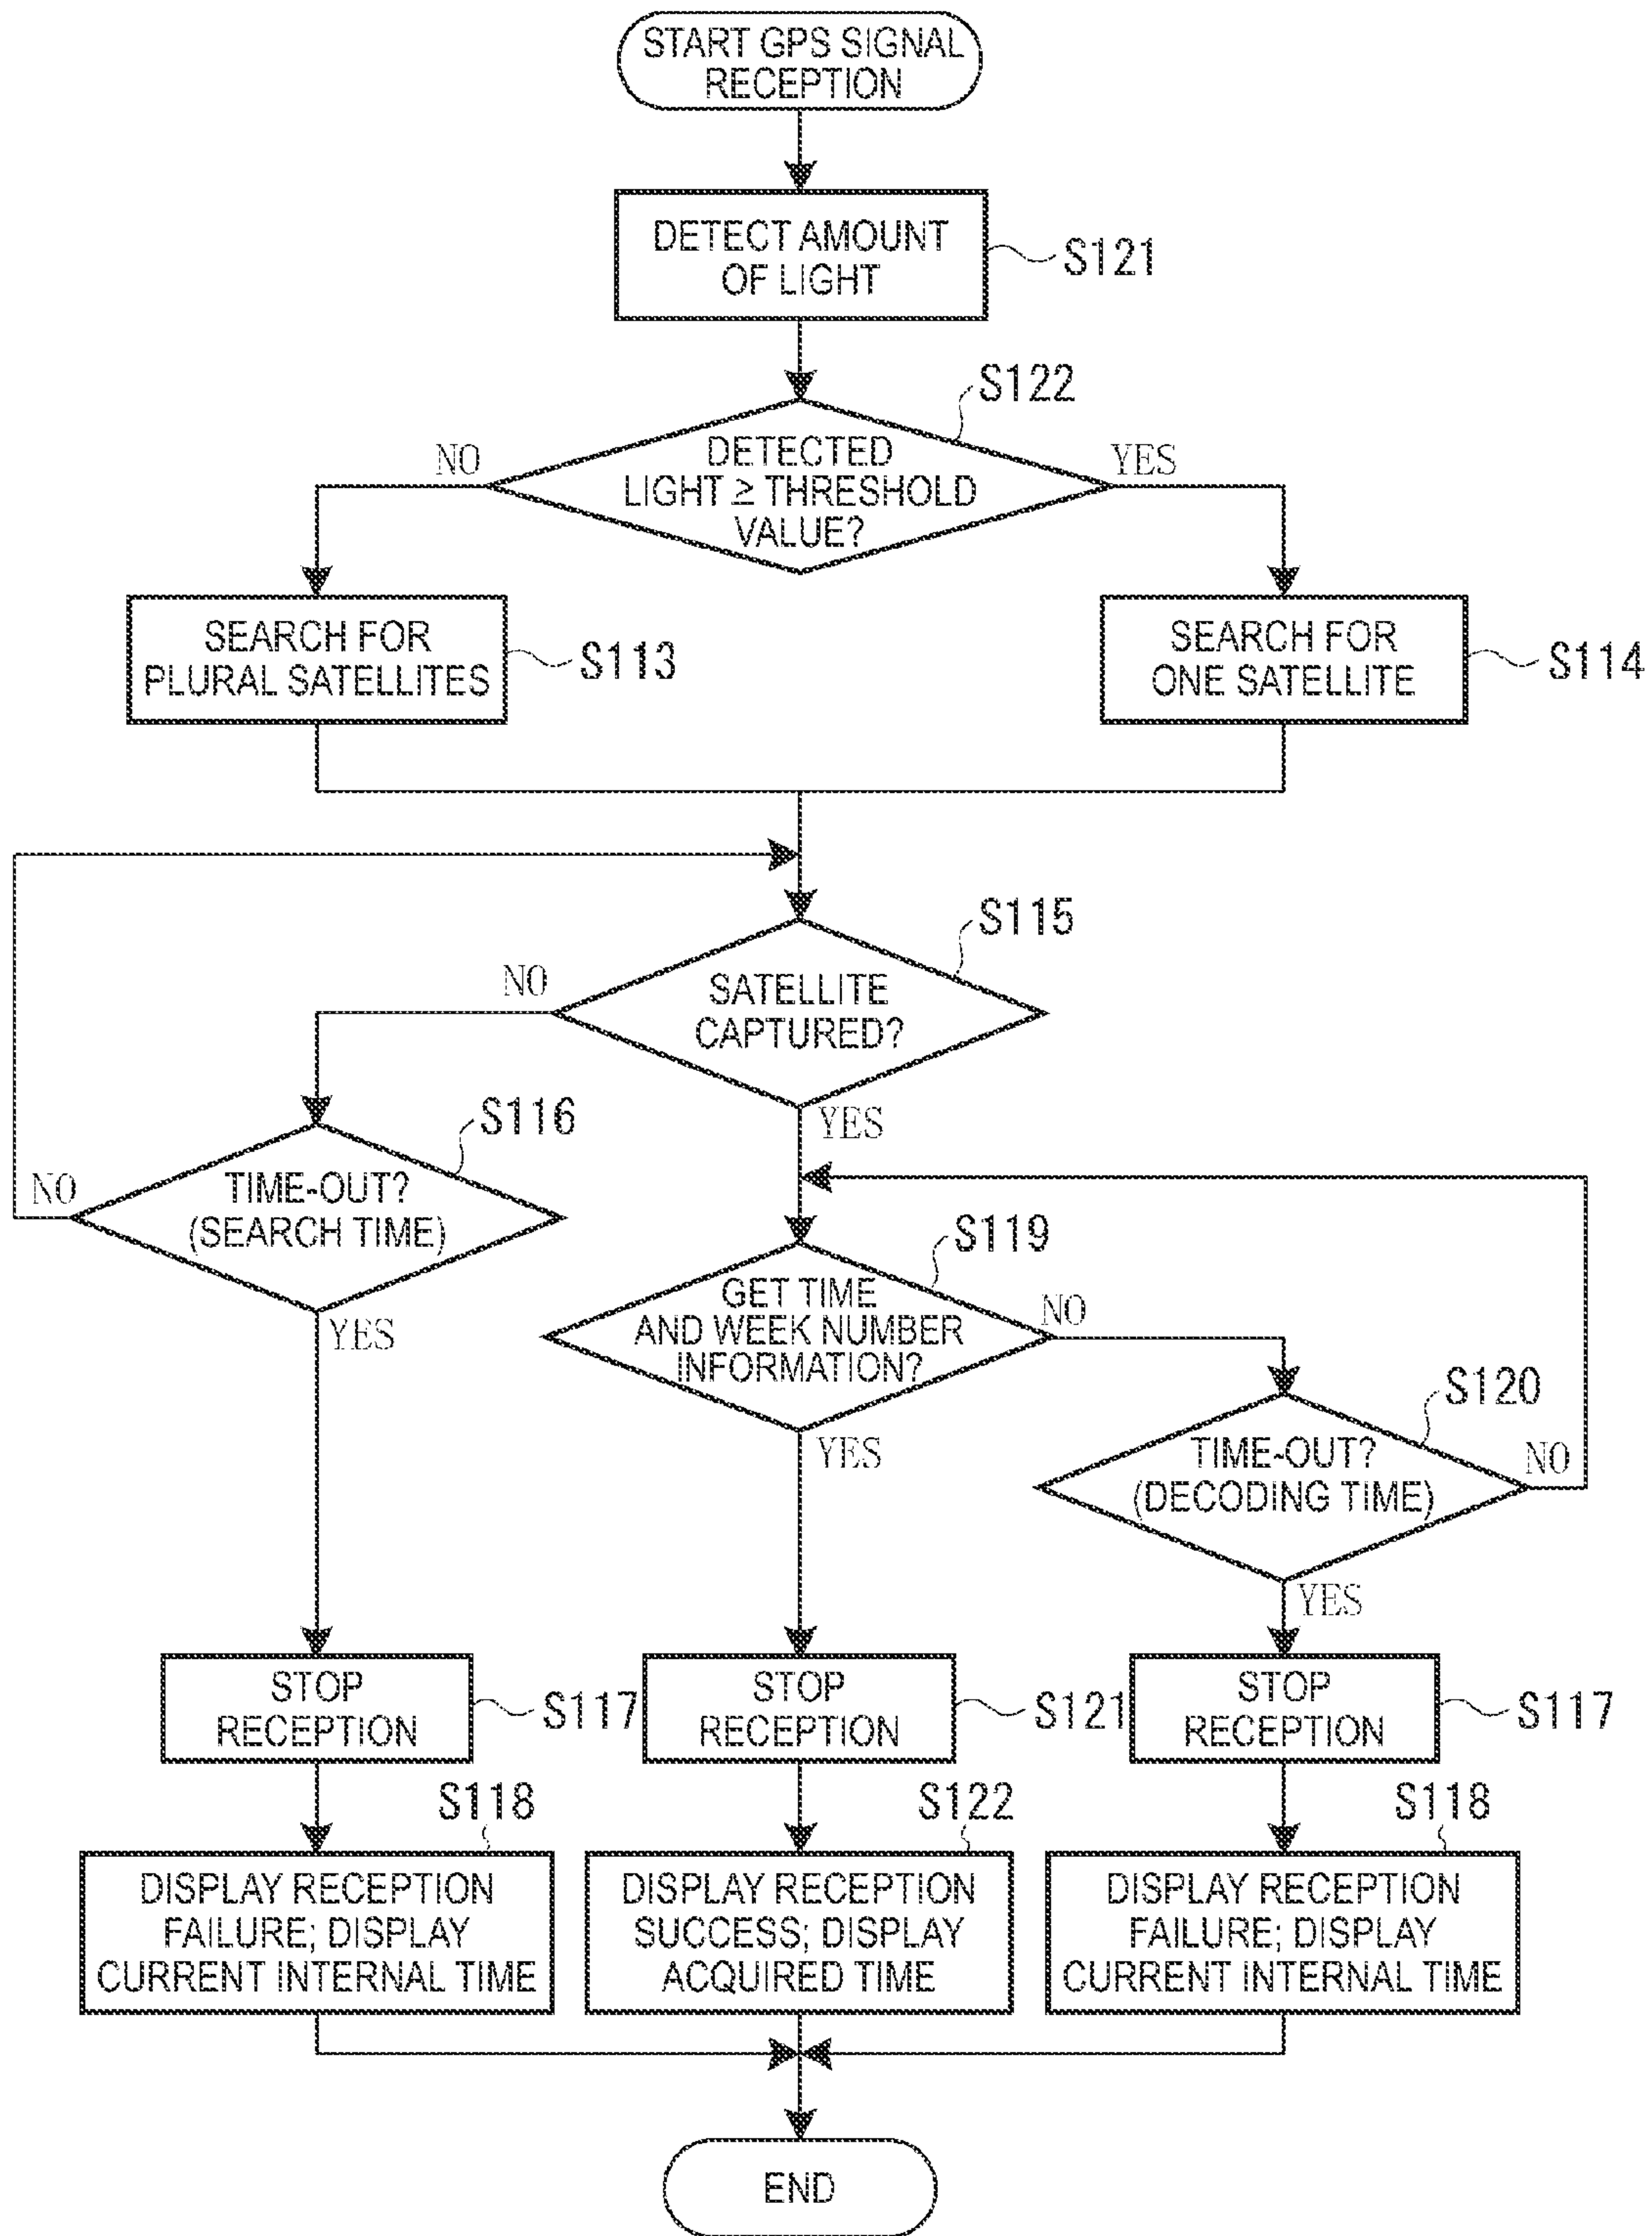 START GPS SIGNAL
RECEPTION
DETECT AMOUNT
OF LIGHT
S121
S122
DETECTED
LIGHT ≥ THRESHOLD
VALUE?
NO
YES
SEARCH FOR
PLURAL SATELLITES
S113
SEARCH FOR
ONE SATELLITE
S114
S115
SATELLITE
CAPTURED?
NO
YES
S116
TIME-OUT?
(SEARCH TIME)
NO
YES
S119
GET TIME
AND WEEK NUMBER
INFORMATION?
NO
YES
S120
TIME-OUT?
(DECODING TIME)
NO
YES
STOP
RECEPTION
S117
STOP
RECEPTION
S121
STOP
RECEPTION
S117
S118
DISPLAY RECEPTION
FAILURE; DISPLAY
CURRENT INTERNAL TIME
S122
DISPLAY RECEPTION
SUCCESS; DISPLAY
ACQUIRED TIME
S118
DISPLAY RECEPTION
FAILURE; DISPLAY
CURRENT INTERNAL TIME
END